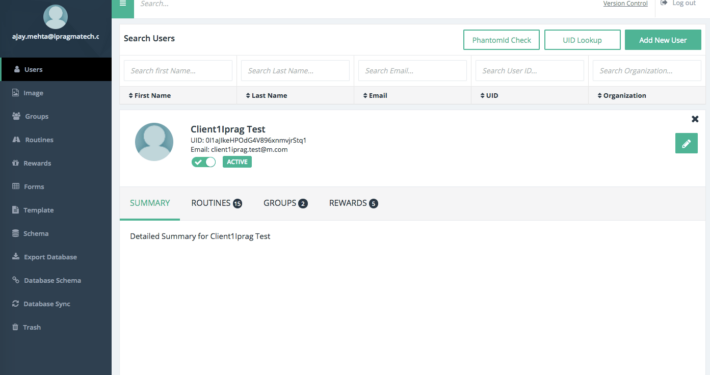 Search...
Version Control
Log out
ajay.mehta@ipragmatech.c
Users
Image
Groups
Routines
Rewards
Forms
Template
Schema
Export Database
Database Schema
Database Sync
Trash
Search Users
PhantomId Check
UID Lookup
Add New User
Search first Name...
Search Last Name...
Search Email...
Search User ID...
Search Organization...
First Name
Last Name
Email
UID
Organization
Client1Iprag Test
UID: 0I1aJIkeHPOdG4V896xnmvjrStq1
Email: client1iprag.test@m.com
ACTIVE
SUMMARY
ROUTINES 15
GROUPS 2
REWARDS 5
Detailed Summary for Client1Iprag Test